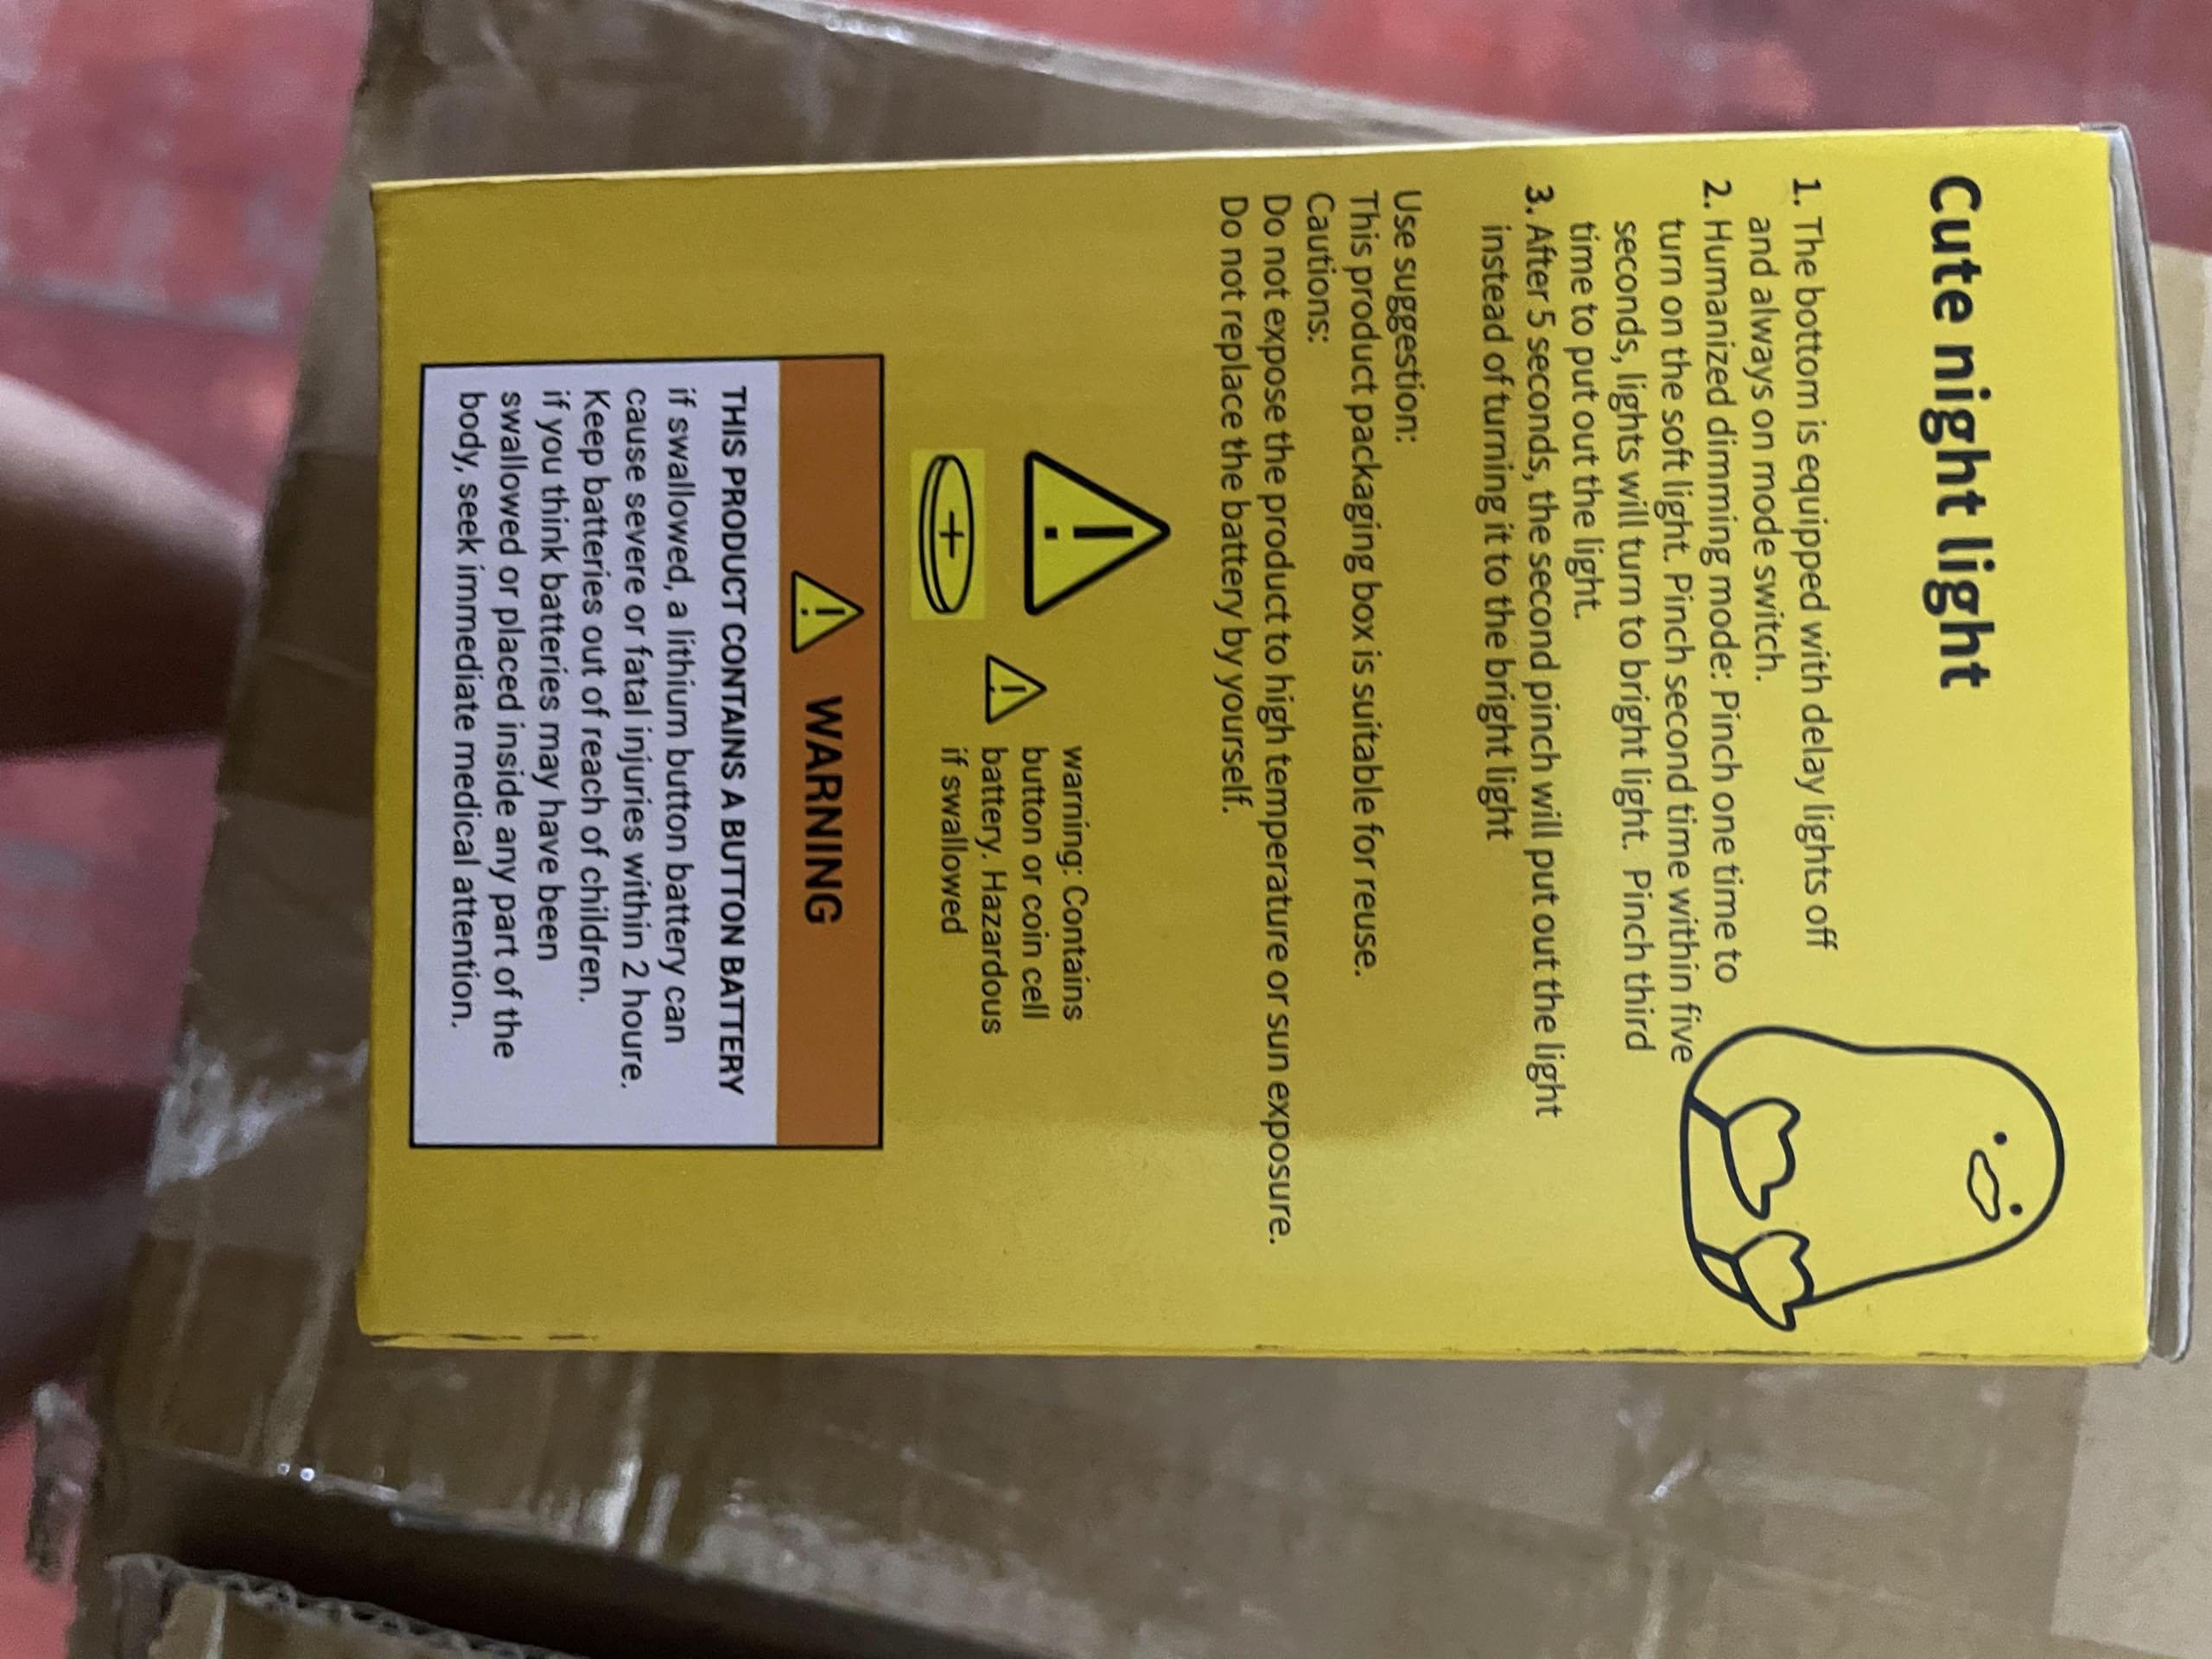 Cute night light
1. The bottom is equipped with delay lights off
and always on mode switch.
2. Humanized dimming mode: Pinch one time to
turn on the soft light. Pinch second time within five
seconds, lights will turn to bright light. Pinch third
time to put out the light.
3. After 5 seconds, the second pinch will put out the light
instead of turning it to the bright light
Use suggestion:
This product packaging box is suitable for reuse.
Cautions:
Do not expose the product to high temperature or sun exposure.
Do not replace the battery by yourself.
warning: Contains
button or coin cell
battery. Hazardous
if swallowed
WARNING
THIS PRODUCT CONTAINS A BUTTON BATTERY
if swallowed, a lithium button battery can
cause severe or fatal injuries within 2 houre.
Keep batteries out of reach of children.
if you think batteries may have been
swallowed or placed inside any part of the
body, seek immediate medical attention.